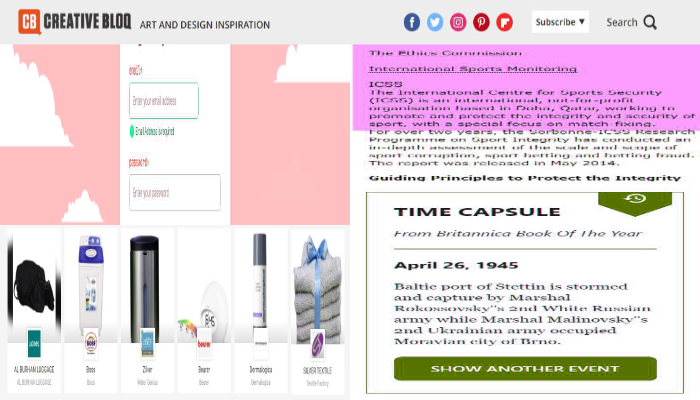 CB CREATIVE BLOQ ART AND DESIGN INSPIRATION
Subscribe ▼
Search
Enter your email address
Email Address is required
password*
Enter your password
AL BURHAN LUGGAGE
AL BURHAN LUGGAGE
Boss
Boss
Zilver
Water Genius
Beurer
Beurer
Dermalogica
Dermalogica
SILVER TEXTILE
Textile Factory
The Ethics Commission
International Sports Monitoring
ICSS
The International Centre for Sports Security
(ICSS) is an international, not-for-profit
organisation based in Doha, Qatar, working to
promote and protect the integrity and security of
sport, with a special focus on match-fixing.
For over two years, the Sorbonne-ICSS Research
Programme on Sport Integrity has conducted an
in-depth assessment of the scale and scope of
sport corruption, sport betting and betting fraud.
The report was released in May 2014.
Guiding Principles to Protect the Integrity
TIME CAPSULE
From Britannica Book Of The Year
April 26, 1945
Baltic port of Stettin is stormed
and capture by Marshal
Rokossovsky"s 2nd White Russian
army while Marshal Malinovsky"s
2nd Ukrainian army occupied
Moravian city of Brno.
SHOW ANOTHER EVENT